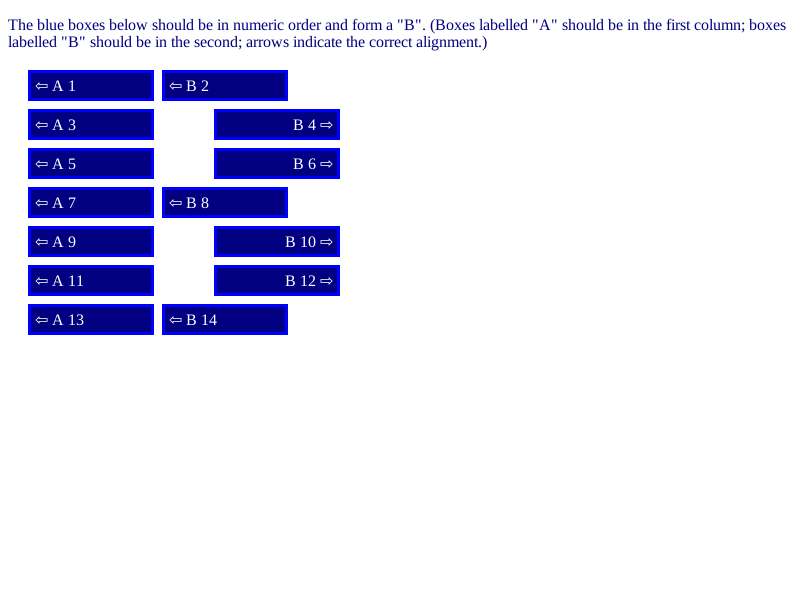 The blue boxes below should be in numeric order and form a "B". (Boxes labelled "A" should be in the first column; boxes
labelled "B" should be in the second; arrows indicate the correct alignment.)
⇦ A 1 ⇦ B 2
⇦ A 3 B 4 ⇨
⇦ A 5 B 6 ⇨
⇦ A 7 ⇦ B 8
⇦ A 9 B 10 ⇨
⇦ A 11 B 12 ⇨
⇦ A 13 ⇦ B 14